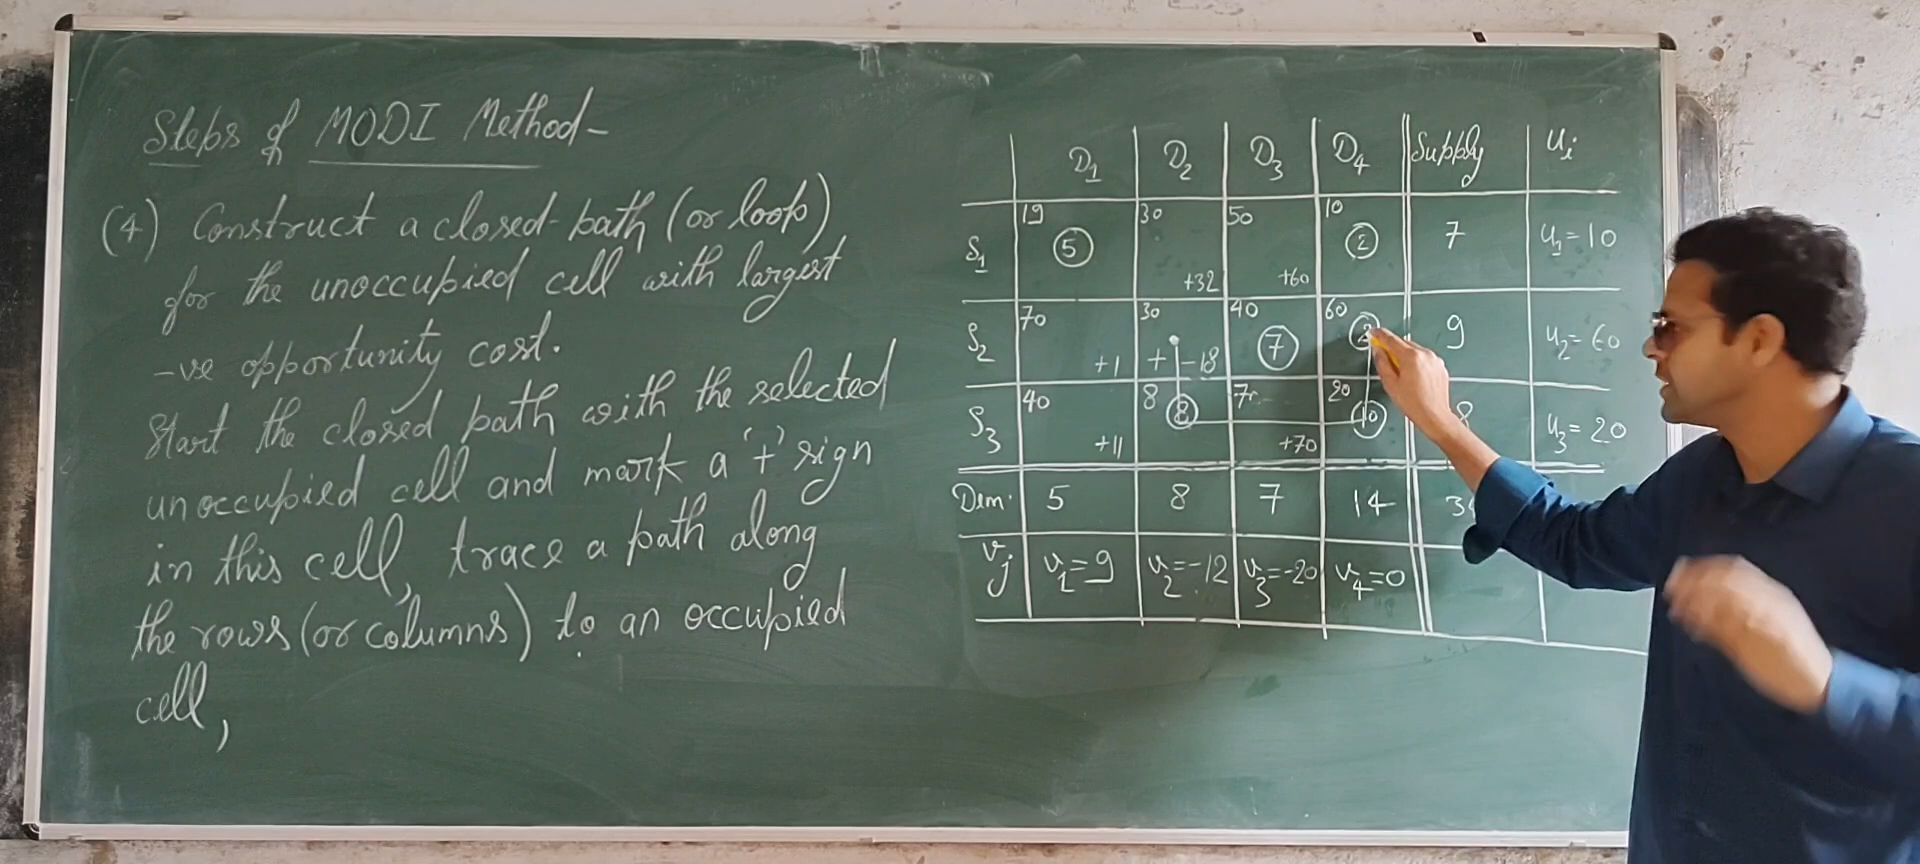 Steps of MODI Method-
(4) Construct a closed-path (or loop)
for the unoccupied cell with largest
-ve opportunity cost.
Start the closed path with the selected
unoccupied cell and mark a '+' sign
in this cell, trace a path along
the rows (or columns) to an occupied
cell,
D1 D2 D3 D4 Supply ui
S1 19 5 30 +32 50 +60 10 2 7 u1=10
S2 70 +1 30 + -18 40 7 60 2 9 u2=60
S3 40 +11 8 8 70 +70 20 10 8 u3=20
Dem. 5 8 7 14
vj v1=9 v2=-12 v3=-20 v4=0